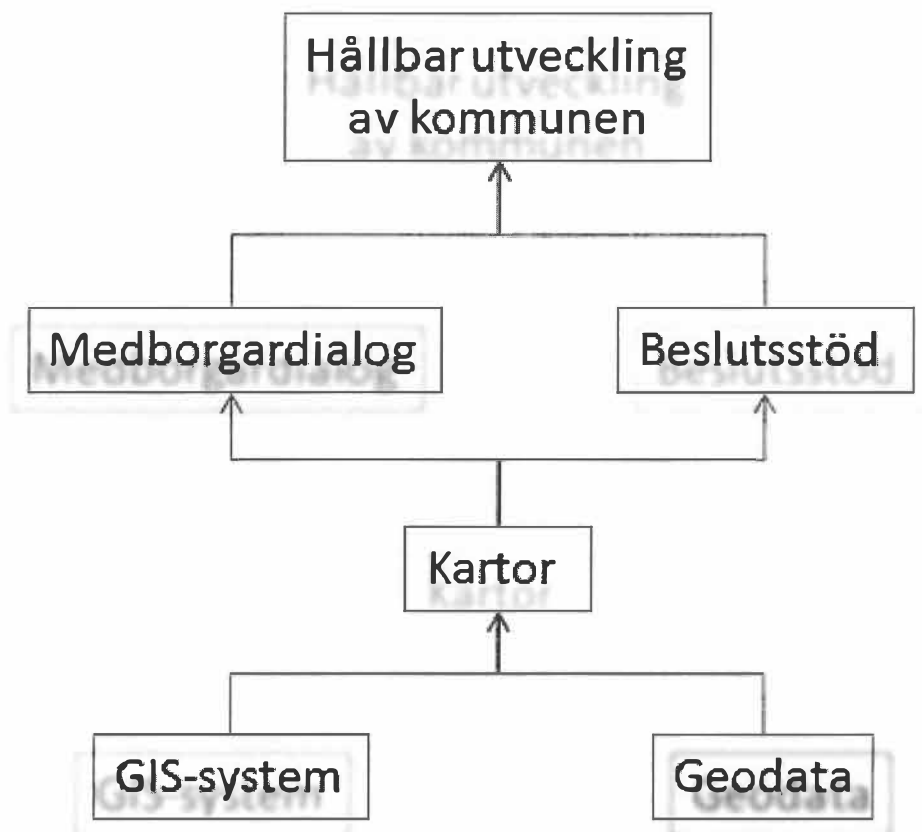 Hållbar utveckling
av kommunen
Medborgardialog
Beslutsstöd
Kartor
GIS-system
Geodata